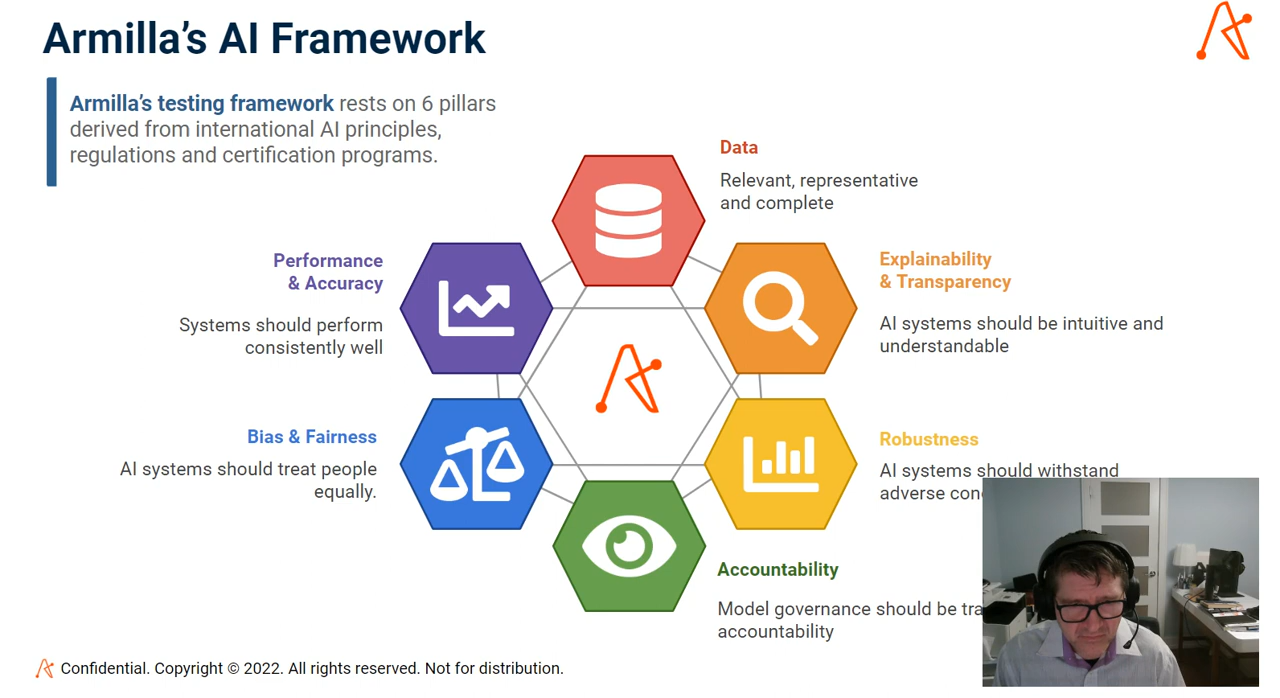 Armilla’s AI Framework
Armilla’s testing framework rests on 6 pillars
derived from international AI principles,
regulations and certification programs.
Data
Relevant, representative
and complete
Performance
& Accuracy
Systems should perform
consistently well
Explainability
& Transparency
AI systems should be intuitive and
understandable
Bias & Fairness
AI systems should treat people
equally.
Robustness
AI systems should withstand
adverse
Accountability
Model governance should be
accountability
Confidential. Copyright © 2022. All rights reserved. Not for distribution.